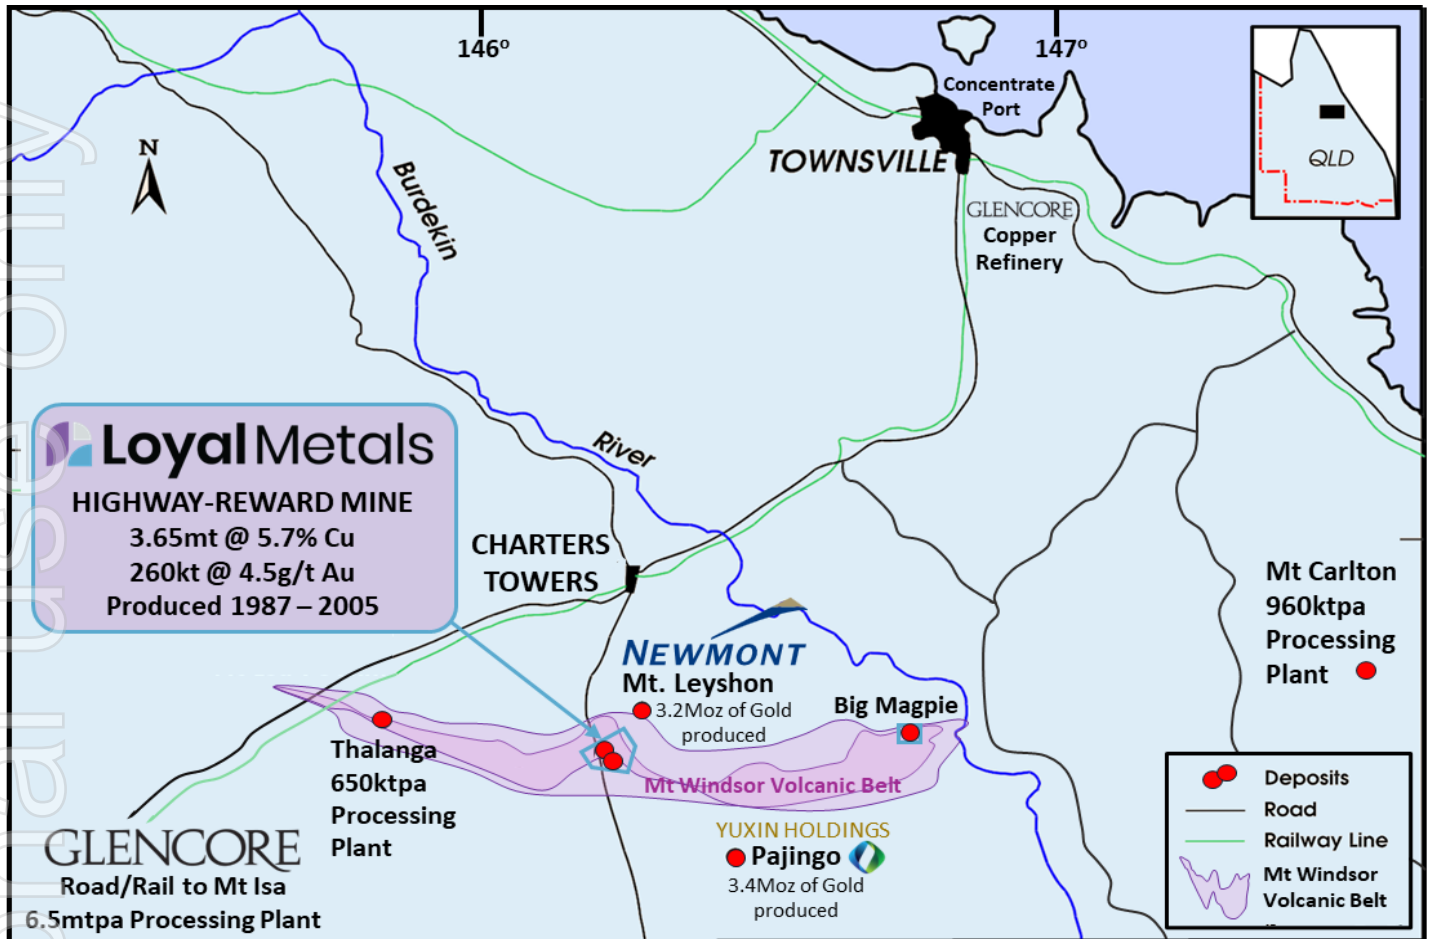 146°
147°
Concentrate
Port
N
TOWNSVILLE
QLD
Burdekin
GLENCORE
Copper
Refinery
River
LoyalMetals
HIGHWAY-REWARD MINE
3.65mt @ 5.7% Cu
260kt @ 4.5g/t Au
Produced 1987 – 2005
CHARTERS
TOWERS
Mt Carlton
960ktpa
Processing
Plant
NEWMONT
Mt. Leyshon
3.2Moz of Gold
produced
Big Magpie
Thalanga
650ktpa
Processing
Plant
Mt Windsor Volcanic Belt
YUXIN HOLDINGS
Pajingo
3.4Moz of Gold
produced
GLENCORE
Road/Rail to Mt Isa
6.5mtpa Processing Plant
Deposits
Road
Railway Line
Mt Windsor
Volcanic Belt
use only